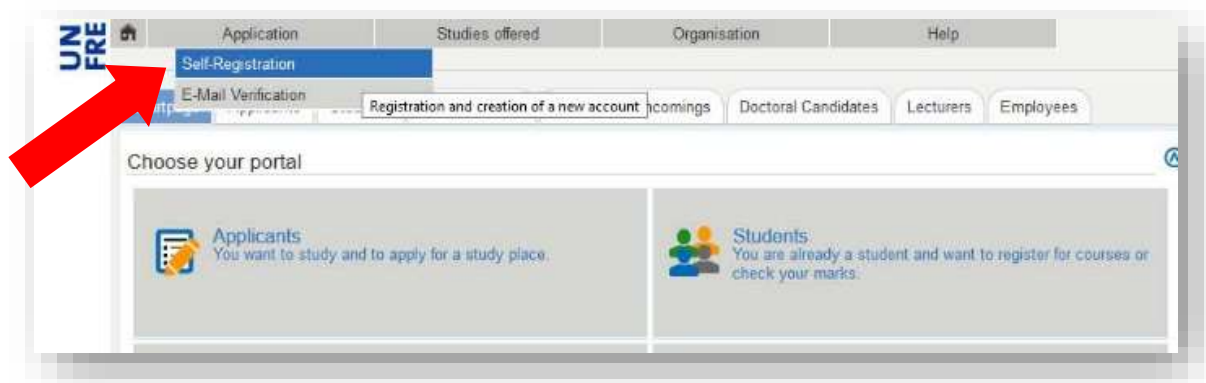 UN
FRE
Application Studies offered Organisation Help
Self-Registration
E-Mail Verification
Registration and creation of a new account
Doctoral Candidates Lecturers Employees
Choose your portal
Applicants
You want to study and to apply for a study place.
Students
You are already a student and want to register for courses or
check your marks.